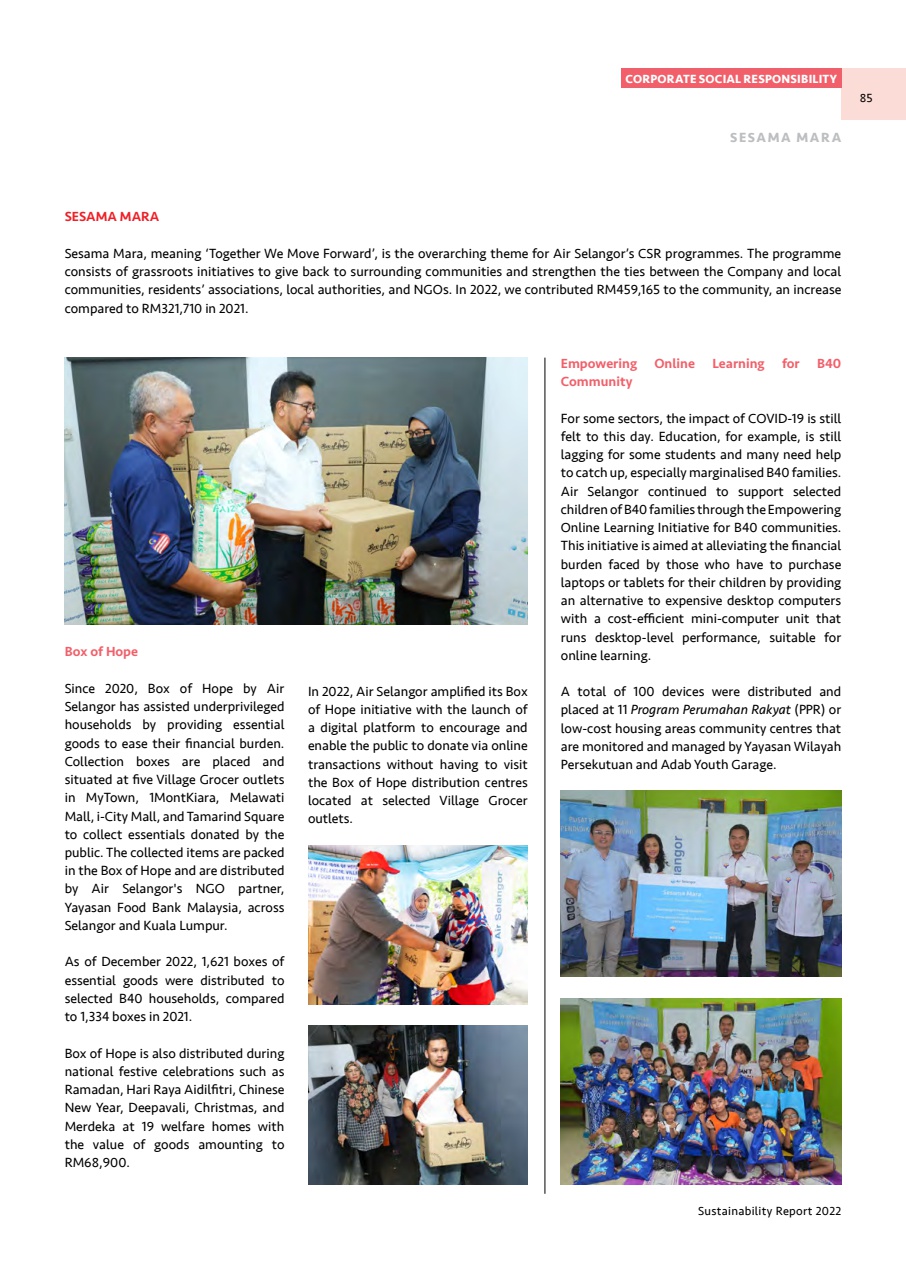 CORPORATE SOCIAL RESPONSIBILITY
85
SESAMA MARA
SESAMA MARA
Sesama Mara, meaning ‘Together We Move Forward’, is the overarching theme for Air Selangor’s CSR programmes. The programme
consists of grassroots initiatives to give back to surrounding communities and strengthen the ties between the Company and local
communities, residents’ associations, local authorities, and NGOs. In 2022, we contributed RM459,165 to the community, an increase
compared to RM321,710 in 2021.
Box of Hope
Since 2020, Box of Hope by Air
Selangor has assisted underprivileged
households by providing essential
goods to ease their financial burden.
Collection boxes are placed and
situated at five Village Grocer outlets
in MyTown, 1MontKiara, Melawati
Mall, i-City Mall, and Tamarind Square
to collect essentials donated by the
public. The collected items are packed
in the Box of Hope and are distributed
by Air Selangor's NGO partner,
Yayasan Food Bank Malaysia, across
Selangor and Kuala Lumpur.
As of December 2022, 1,621 boxes of
essential goods were distributed to
selected B40 households, compared
to 1,334 boxes in 2021.
Box of Hope is also distributed during
national festive celebrations such as
Ramadan, Hari Raya Aidilfitri, Chinese
New Year, Deepavali, Christmas, and
Merdeka at 19 welfare homes with
the value of goods amounting to
RM68,900.
In 2022, Air Selangor amplified its Box
of Hope initiative with the launch of
a digital platform to encourage and
enable the public to donate via online
transactions without having to visit
the Box of Hope distribution centres
located at selected Village Grocer
outlets.
Air Selangor
Box of Hope
Empowering Online Learning for B40
Community
For some sectors, the impact of COVID-19 is still
felt to this day. Education, for example, is still
lagging for some students and many need help
to catch up, especially marginalised B40 families.
Air Selangor continued to support selected
children of B40 families through the Empowering
Online Learning Initiative for B40 communities.
This initiative is aimed at alleviating the financial
burden faced by those who have to purchase
laptops or tablets for their children by providing
an alternative to expensive desktop computers
with a cost-efficient mini-computer unit that
runs desktop-level performance, suitable for
online learning.
A total of 100 devices were distributed and
placed at 11 Program Perumahan Rakyat (PPR) or
low-cost housing areas community centres that
are monitored and managed by Yayasan Wilayah
Persekutuan and Adab Youth Garage.
Sesama Mara
Sustainability Report 2022